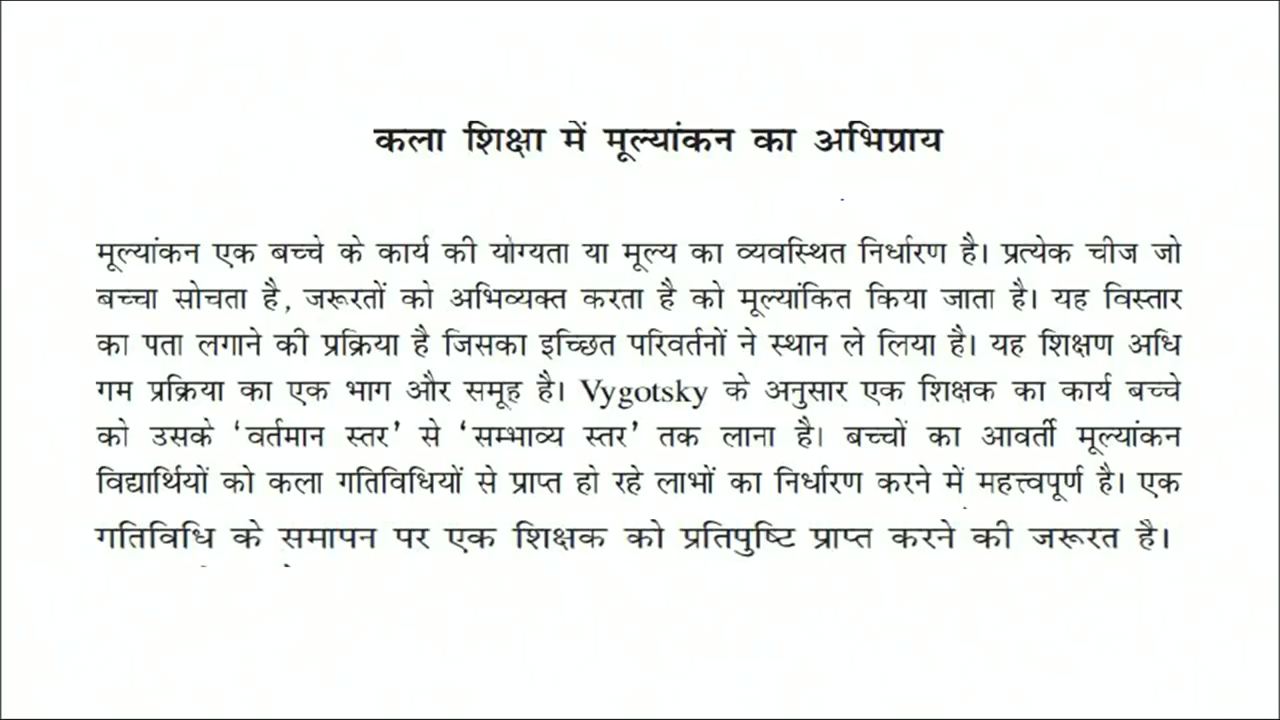 कला शिक्षा में मूल्यांकन का अभिप्राय
मूल्यांकन एक बच्चे के कार्य की योग्यता या मूल्य का व्यवस्थित निर्धारण है। प्रत्येक चीज जो
बच्चा सोचता है, जरूरतों को अभिव्यक्त करता है को मूल्यांकित किया जाता है। यह विस्तार
का पता लगाने की प्रक्रिया है जिसका इच्छित परिवर्तनों ने स्थान ले लिया है। यह शिक्षण अधि
गम प्रक्रिया का एक भाग और समूह है। Vygotsky के अनुसार एक शिक्षक का कार्य बच्चे
को उसके ‘वर्तमान स्तर’ से ‘सम्भाव्य स्तर’ तक लाना है। बच्चों का आवर्ती मूल्यांकन
विद्यार्थियों को कला गतिविधियों से प्राप्त हो रहे लाभों का निर्धारण करने में महत्त्वपूर्ण है। एक
गतिविधि के समापन पर एक शिक्षक को प्रतिपुष्टि प्राप्त करने की जरूरत है।